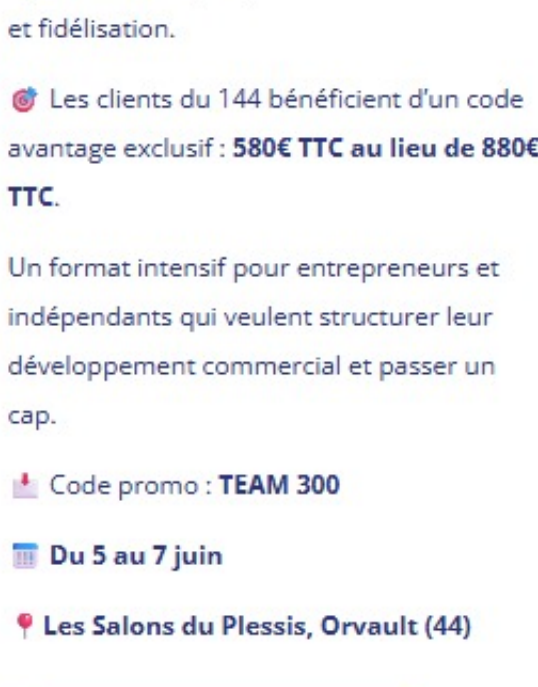 et fidélisation.
🎯 Les clients du 144 bénéficient d'un code
avantage exclusif : 580€ TTC au lieu de 880€
TTC.
Un format intensif pour entrepreneurs et
indépendants qui veulent structurer leur
développement commercial et passer un
cap.
📩 Code promo : TEAM 300
📅 Du 5 au 7 juin
📍 Les Salons du Plessis, Orvault (44)